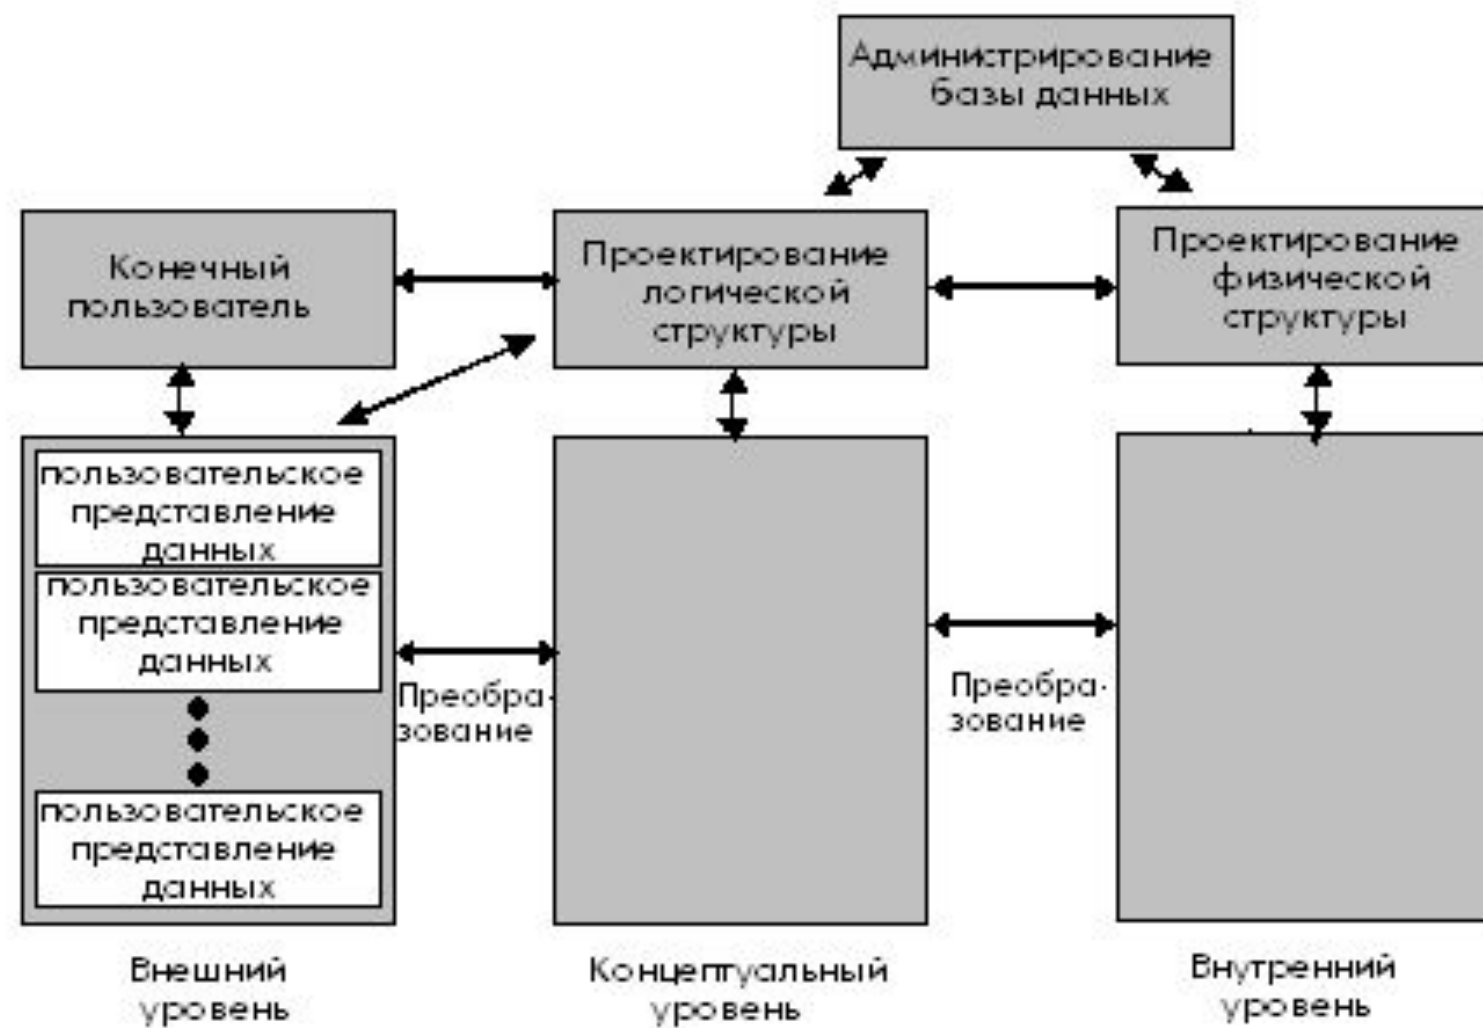 Администрирование
базы данных
Конечный
пользователь
Проектирование
логической
структуры
Проектирование
физической
структуры
пользовательское
представление
данных
пользовательское
представление
данных
пользовательское
представление
данных
Преобра-
зование
Преобра-
зование
Внешний
уровень
Концептуальный
уровень
Внутренний
уровень